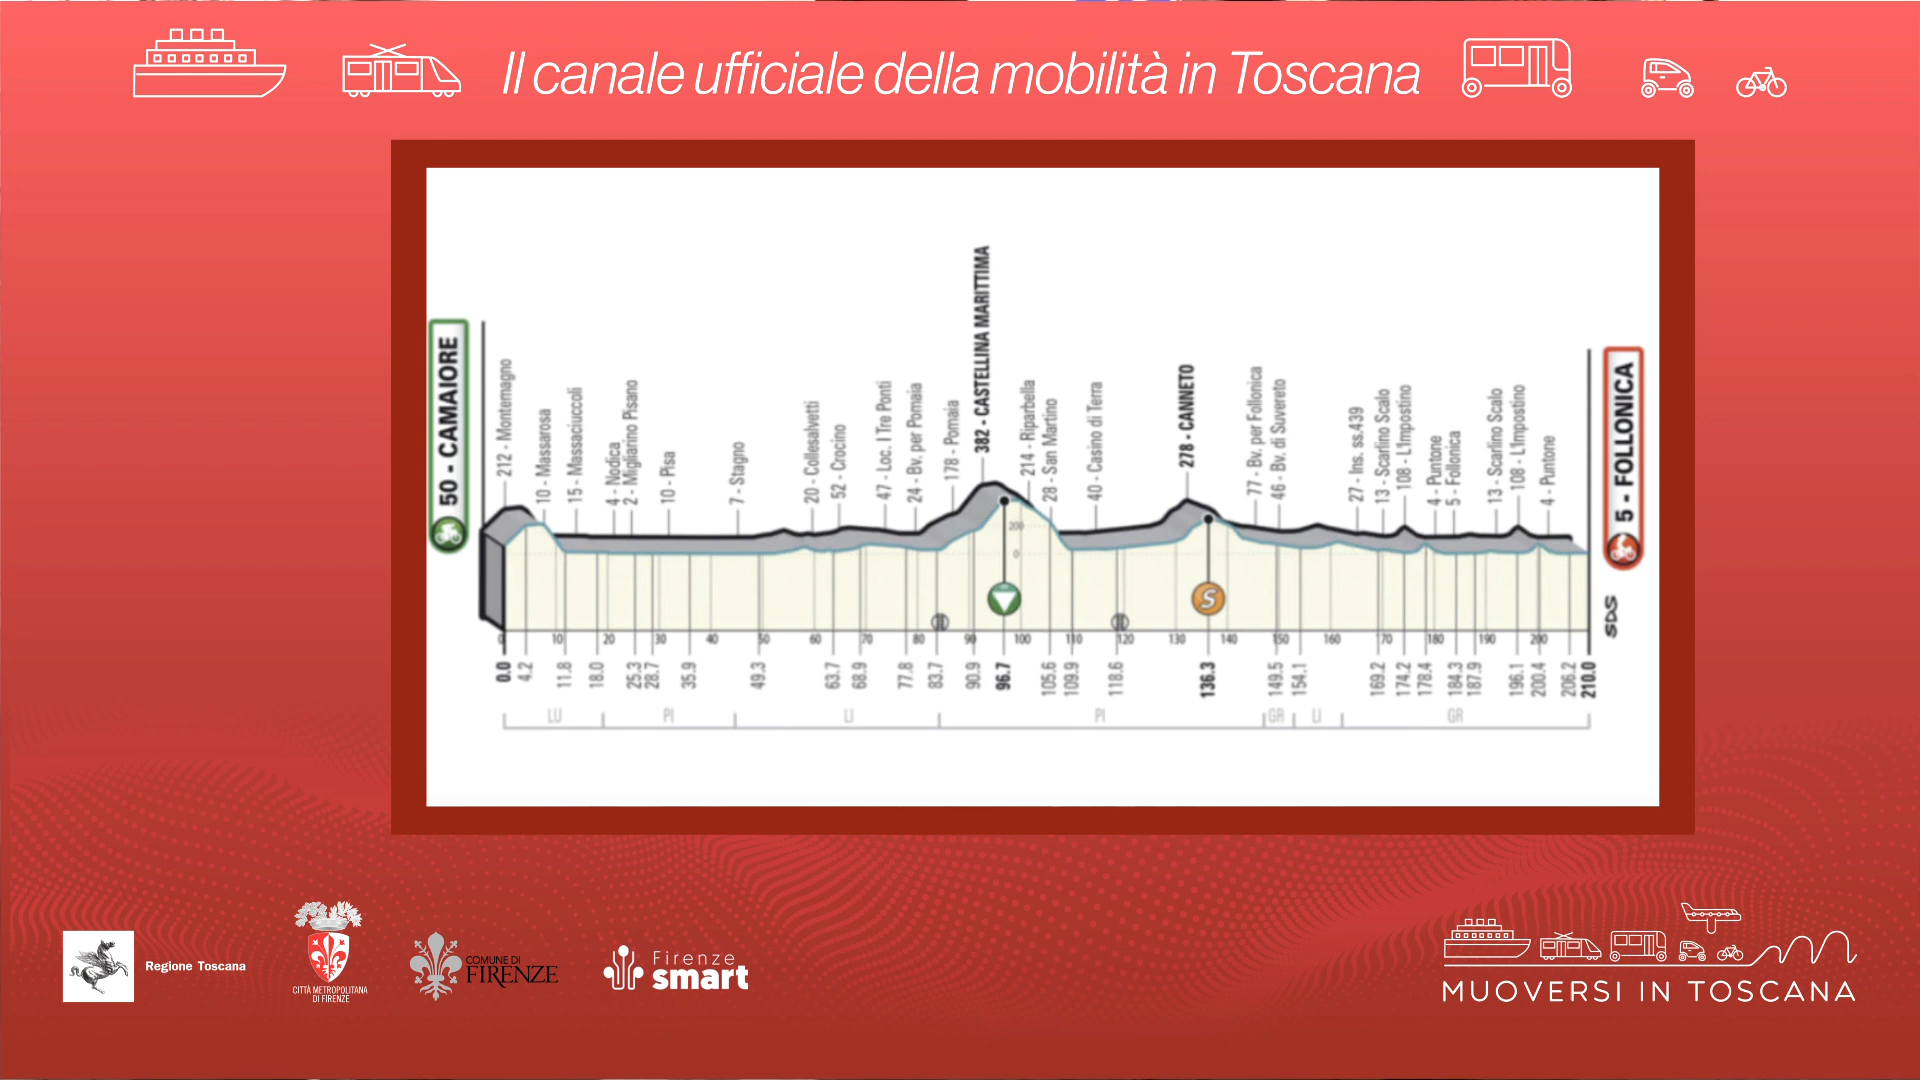 Il canale ufficiale della mobilità in Toscana
50 - CAMAIORE
212 - Montemagno
10 - Massarosa
15 - Massaciuccoli
4 - Nodica
2 - Migliarino Pisano
10 - Pisa
7 - Stagno
20 - Collesalvetti
52 - Crocino
47 - Loc. I Tre Ponti
24 - Bv. per Pomaia
178 - Pomaia
382 - CASTELLINA MARITTIMA
214 - Riparbella
28 - San Martino
40 - Casino di Terra
278 - CANNETO
77 - Bv. per Follonica
46 - Bv. di Suvereto
27 - Ins. ss.439
13 - Scarlino Scalo
108 - L'Impostino
4 - Puntone
5 - Follonica
13 - Scarlino Scalo
108 - L'Impostino
4 - Puntone
5 - FOLLONICA
200
0
S
SDS
0 10 20 30 40 50 60 70 80 90 100 110 120 130 140 150 160 170 180 190 200
0.0 4.2 11.8 18.0 25.3 28.7 35.9 49.3 63.7 68.9 77.8 83.7 90.9 96.7 105.6 109.9 118.6 136.3 149.5 154.1 169.2 174.2 178.4 184.3 187.9 196.1 200.4 206.2 210.0
LU PI LI PI GR LI GR
Regione Toscana
CITTÀ METROPOLITANA
DI FIRENZE
COMUNE DI
FIRENZE
Firenze
smart
MUOVERSI IN TOSCANA